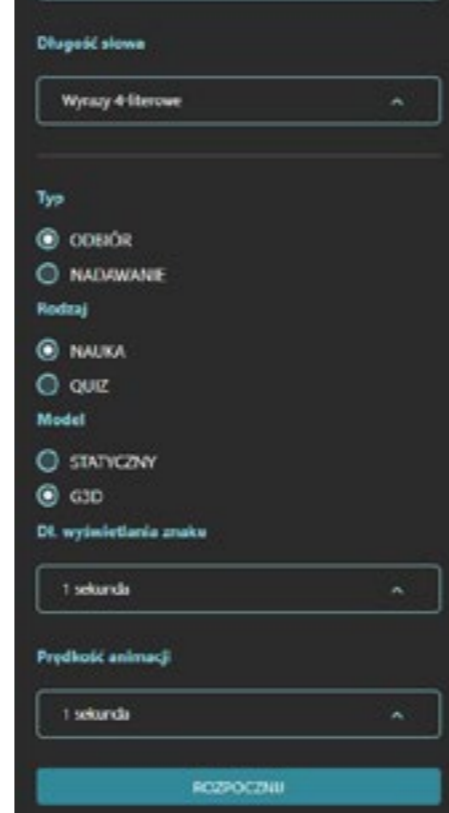 Długość słowa
Wyrazy 4-literowe
Typ
ODBIÓR
NADAWANIE
Rodzaj
NAUKA
QUIZ
Model
STATYCZNY
G3D
Dł. wyświetlania znaku
1 sekunda
Prędkość animacji
1 sekunda
ROZPOCZNIJ